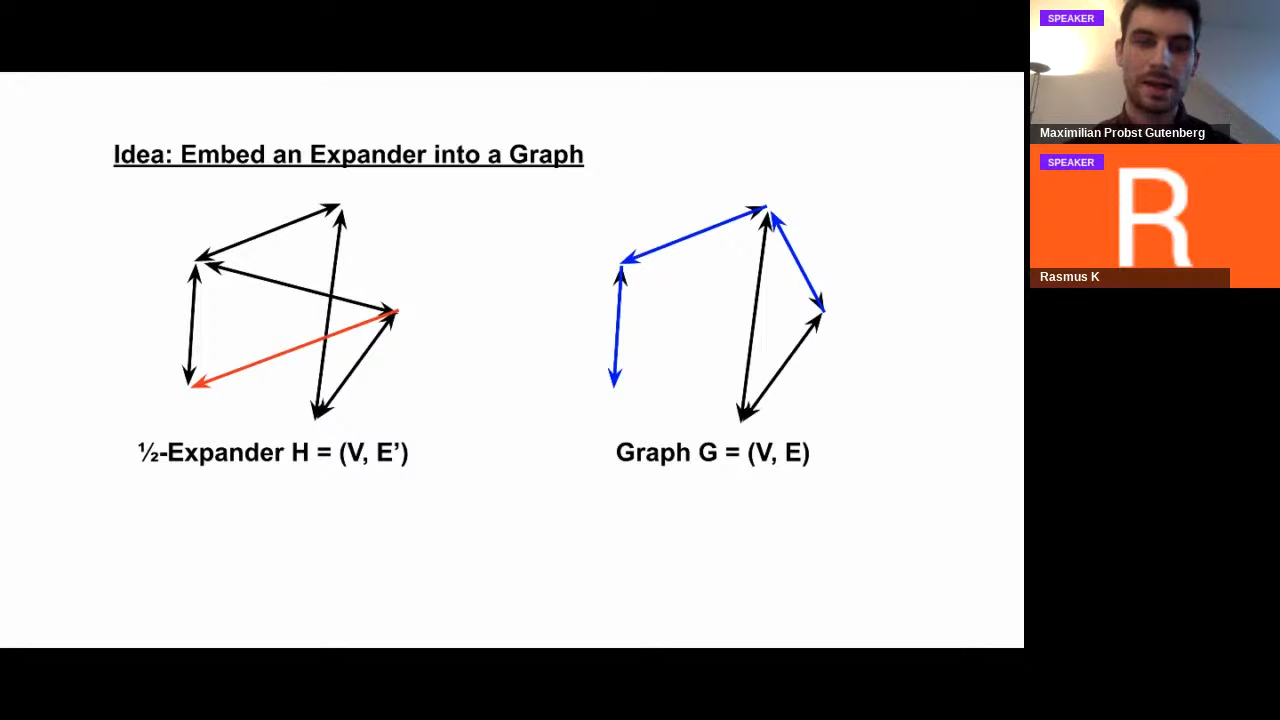 Idea: Embed an Expander into a Graph
½-Expander H = (V, E’)
Graph G = (V, E)
SPEAKER
Maximilian Probst Gutenberg
SPEAKER
R
Rasmus K